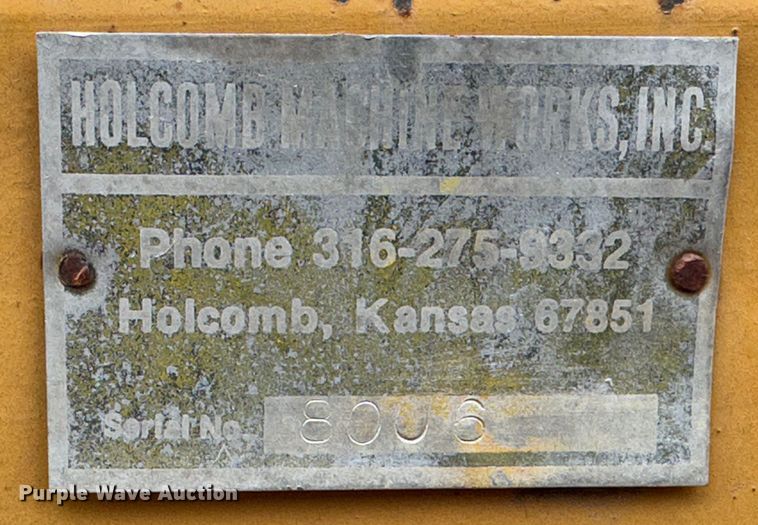 HOLCOMB MACHINE WORKS, INC.
Phone 316-275-9332
Holcomb, Kansas 67851
Serial No. 8006
Purple Wave Auction